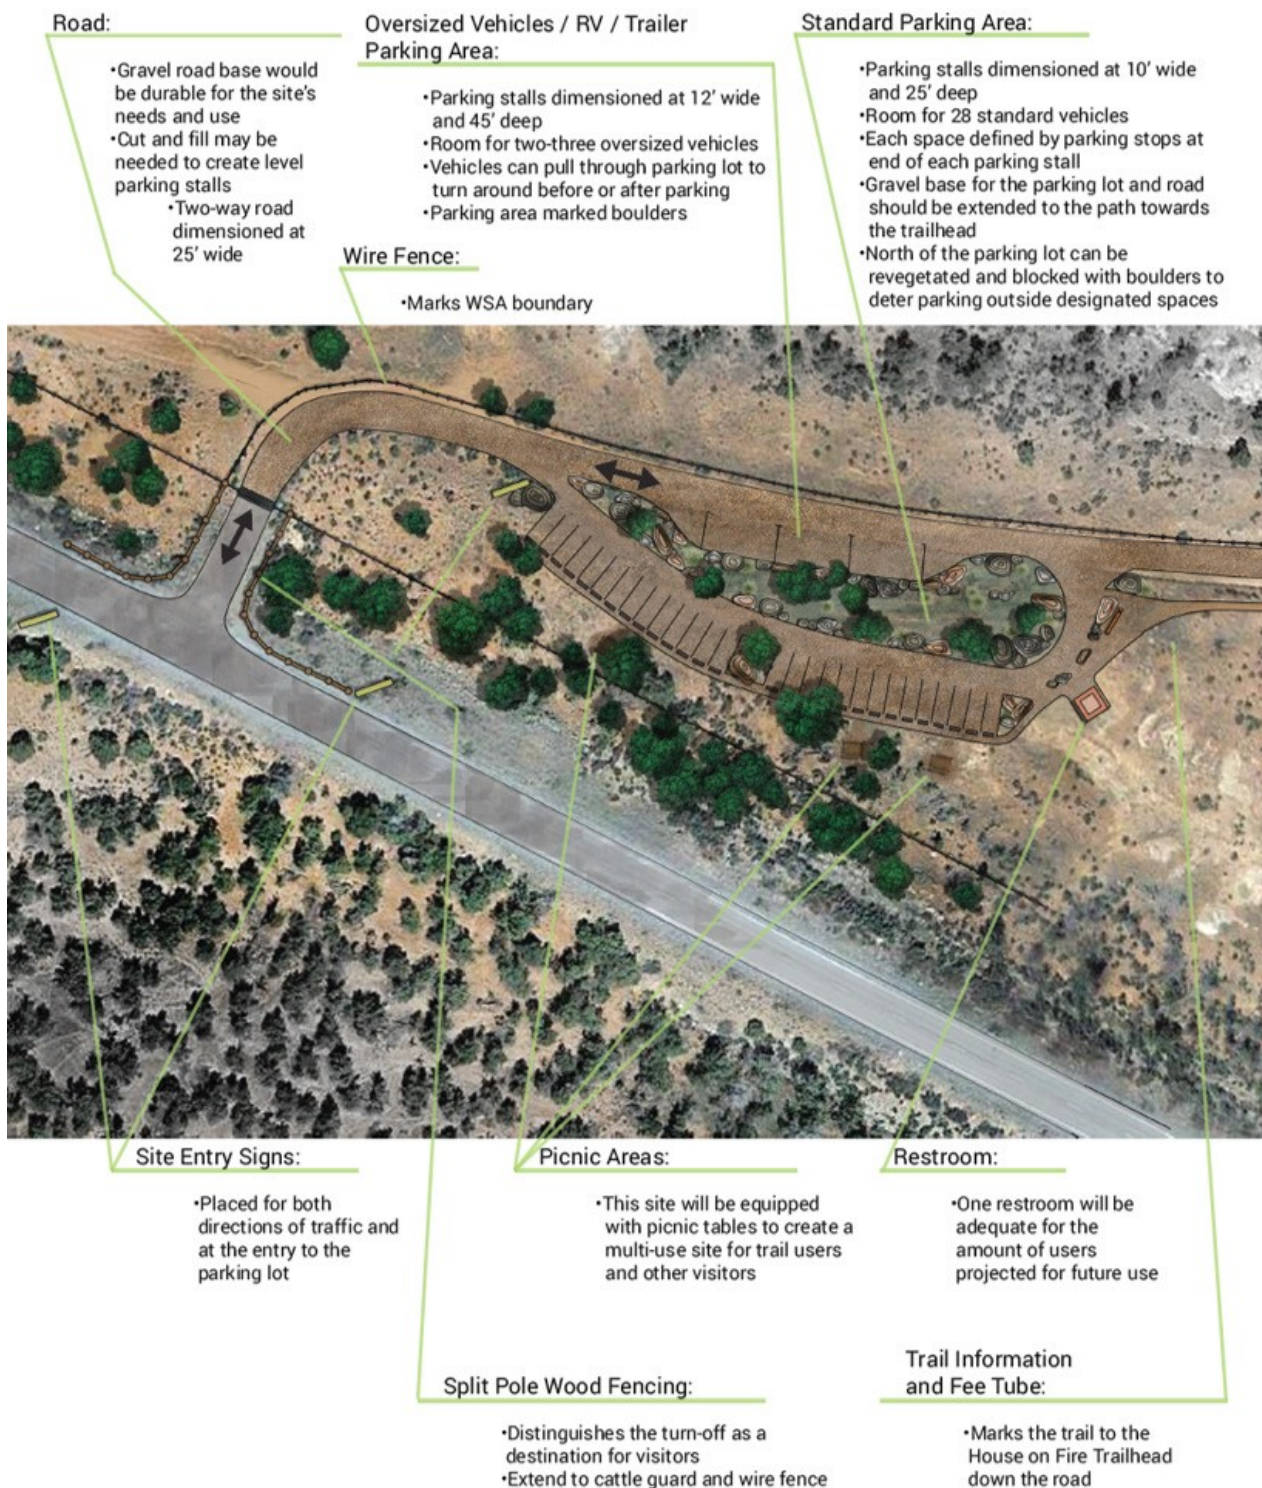 Road:
•Gravel road base would
be durable for the site's
needs and use
•Cut and fill may be
needed to create level
parking stalls
•Two-way road
dimensioned at
25' wide
Oversized Vehicles / RV / Trailer
Parking Area:
•Parking stalls dimensioned at 12' wide
and 45' deep
•Room for two-three oversized vehicles
•Vehicles can pull through parking lot to
turn around before or after parking
•Parking area marked boulders
Wire Fence:
•Marks WSA boundary
Standard Parking Area:
•Parking stalls dimensioned at 10' wide
and 25' deep
•Room for 28 standard vehicles
•Each space defined by parking stops at
end of each parking stall
•Gravel base for the parking lot and road
should be extended to the path towards
the trailhead
•North of the parking lot can be
revegetated and blocked with boulders to
deter parking outside designated spaces
Site Entry Signs:
•Placed for both
directions of traffic and
at the entry to the
parking lot
Picnic Areas:
•This site will be equipped
with picnic tables to create a
multi-use site for trail users
and other visitors
Restroom:
•One restroom will be
adequate for the
amount of users
projected for future use
Split Pole Wood Fencing:
•Distinguishes the turn-off as a
destination for visitors
•Extend to cattle guard and wire fence
Trail Information
and Fee Tube:
•Marks the trail to the
House on Fire Trailhead
down the road